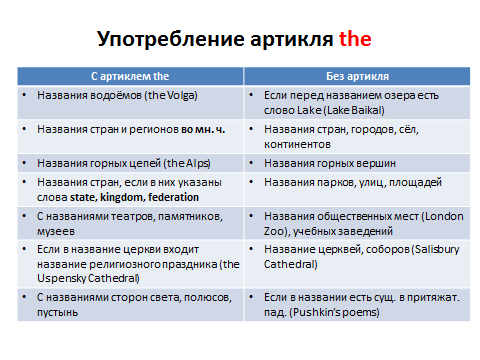 Употребление артикля the
С артиклем the
Без артикля
• Названия водоёмов (the Volga)
• Если перед названием озера есть
слово Lake (Lake Baikal)
• Названия стран и регионов во мн. ч.
• Названия стран, городов, сёл,
континентов
• Названия горных цепей (the Alps)
• Названия горных вершин
• Названия стран, если в них указаны
слова state, kingdom, federation
• Названия парков, улиц, площадей
• С названиями театров, памятников,
музеев
• Названия общественных мест (London
Zoo), учебных заведений
• Если в название церкви входит
название религиозного праздника (the
Uspensky Cathedral)
• Название церквей, соборов (Salisbury
Cathedral)
• С названиями сторон света, полюсов,
пустынь
• Если в названии есть сущ. в притяжат.
пад. (Pushkin's poems)